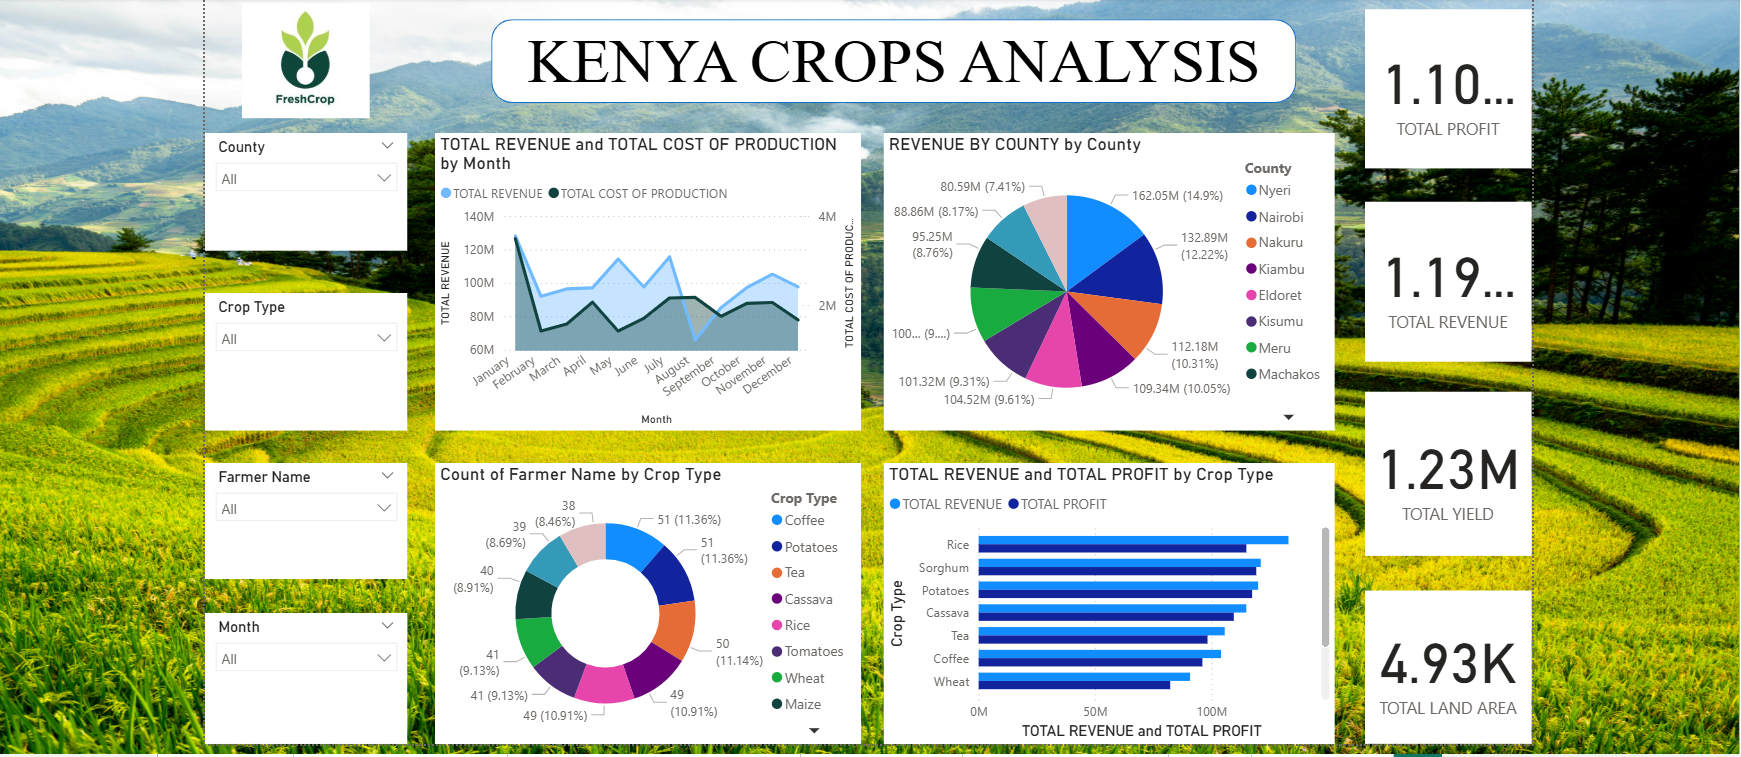 FreshCrop
KENYA CROPS ANALYSIS
1.10...
TOTAL PROFIT
1.19...
TOTAL REVENUE
1.23M
TOTAL YIELD
4.93K
TOTAL LAND AREA
County
All
Crop Type
All
Farmer Name
All
Month
All
TOTAL REVENUE and TOTAL COST OF PRODUCTION
by Month
TOTAL REVENUE TOTAL COST OF PRODUCTION
TOTAL REVENUE
140M
120M
100M
80M
60M
4M
2M
TOTAL COST OF PRODUC...
January
February
March
April
May
June
July
August
September
October
November
December
Month
REVENUE BY COUNTY by County
162.05M (14.9%)
132.89M
(12.22%)
112.18M
(10.31%)
109.34M (10.05%)
104.52M (9.61%)
101.32M (9.31%)
100... (9....)
95.25M
(8.76%)
88.86M (8.17%)
80.59M (7.41%)
County
Nyeri
Nairobi
Nakuru
Kiambu
Eldoret
Kisumu
Meru
Machakos
Count of Farmer Name by Crop Type
51 (11.36%)
51
(11.36%)
50
(11.14%)
49
(10.91%)
49 (10.91%)
41 (9.13%)
41
(9.13%)
40
(8.91%)
39
(8.69%)
38
(8.46%)
Crop Type
Coffee
Potatoes
Tea
Cassava
Rice
Tomatoes
Wheat
Maize
TOTAL REVENUE and TOTAL PROFIT by Crop Type
TOTAL REVENUE TOTAL PROFIT
Crop Type
Rice
Sorghum
Potatoes
Cassava
Tea
Coffee
Wheat
0M 50M 100M
TOTAL REVENUE and TOTAL PROFIT